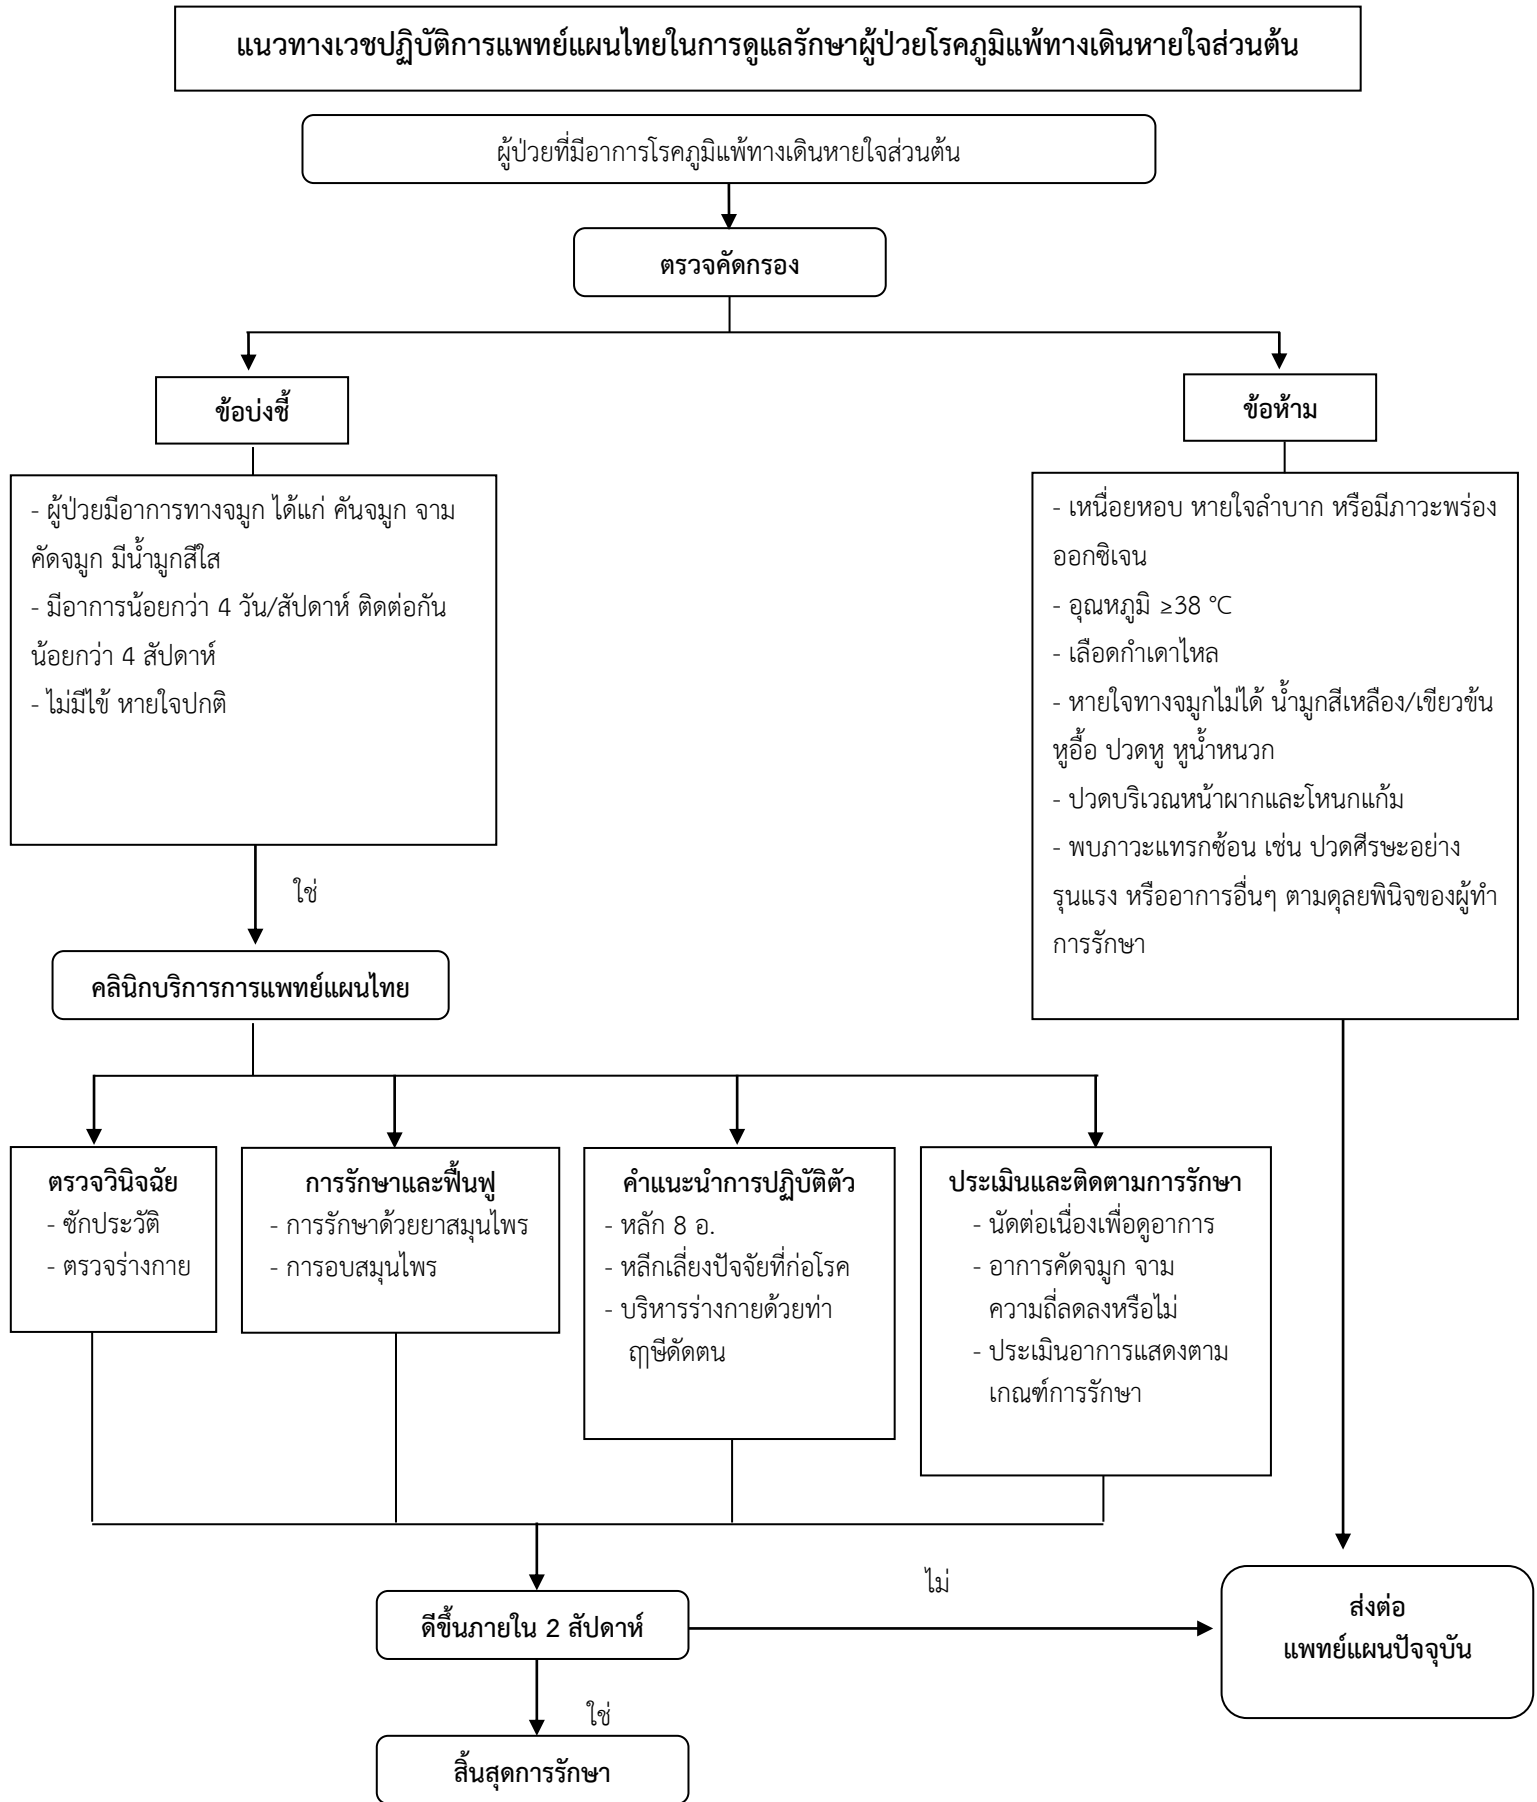 แนวทางเวชปฏิบัติการแพทย์แผนไทยในการดูแลรักษาผู้ป่วยโรคภูมิแพ้ทางเดินหายใจส่วนต้น
ผู้ป่วยที่มีอาการโรคภูมิแพ้ทางเดินหายใจส่วนต้น
ตรวจคัดกรอง
ข้อบ่งชี้
- ผู้ป่วยมีอาการทางจมูก ได้แก่ คันจมูก จาม
คัดจมูก มีน้ำมูกสีใส
- มีอาการน้อยกว่า 4 วัน/สัปดาห์ ติดต่อกัน
น้อยกว่า 4 สัปดาห์
- ไม่มีไข้ หายใจปกติ
ข้อห้าม
- เหนื่อยหอบ หายใจลำบาก หรือมีภาวะพร่อง
ออกซิเจน
- อุณหภูมิ ≥38 °C
- เลือดกำเดาไหล
- หายใจทางจมูกไม่ได้ น้ำมูกสีเหลือง/เขียวข้น
หูอื้อ ปวดหู หูน้ำหนวก
- ปวดบริเวณหน้าผากและโหนกแก้ม
- พบภาวะแทรกซ้อน เช่น ปวดศีรษะอย่าง
รุนแรง หรืออาการอื่นๆ ตามดุลยพินิจของผู้ทำ
การรักษา
ใช่
คลินิกบริการการแพทย์แผนไทย
ตรวจวินิจฉัย
- ซักประวัติ
- ตรวจร่างกาย
การรักษาและฟื้นฟู
- การรักษาด้วยยาสมุนไพร
- การอบสมุนไพร
คำแนะนำการปฏิบัติตัว
- หลัก 8 อ.
- หลีกเลี่ยงปัจจัยที่ก่อโรค
- บริหารร่างกายด้วยท่า
ฤๅษีดัดตน
ประเมินและติดตามการรักษา
- นัดต่อเนื่องเพื่อดูอาการ
- อาการคัดจมูก จาม
ความถี่ลดลงหรือไม่
- ประเมินอาการแสดงตาม
เกณฑ์การรักษา
ดีขึ้นภายใน 2 สัปดาห์
ไม่
ส่งต่อ
แพทย์แผนปัจจุบัน
ใช่
สิ้นสุดการรักษา